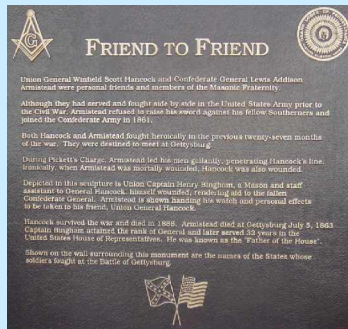 FRIEND TO FRIEND
Union General Winfield Scott Hancock and Confederate General Lewis Addison
Armistead were personal friends and members of the Masonic Fraternity.
Although they had served and fought side by side in the United States Army prior to
the Civil War, Armistead refused to raise his sword against his fellow Southerners and
joined the Confederate Army in 1861.
Both Hancock and Armistead fought heroically in the previous twenty-seven months
of the war. They were destined to meet at Gettysburg.
During Pickett's Charge, Armistead led his men gallantly, penetrating Hancock's line.
Ironically, when Armistead was mortally wounded, Hancock was also wounded.
Depicted in this sculpture is Union Captain Henry Bingham, a Mason and staff
assistant to General Hancock, himself wounded, rendering aid to the fallen
Confederate General. Armistead is shown handing his watch and personal effects
to be taken to his friend, Union General Hancock.
Hancock survived the war and died in 1886. Armistead died at Gettysburg July 5, 1863
Captain Bingham attained the rank of General and later served 32 years in the
United States House of Representatives. He was known as the "Father of the House".
Shown on the wall surrounding this monument are the names of the States whose
soldiers fought at the Battle of Gettysburg.